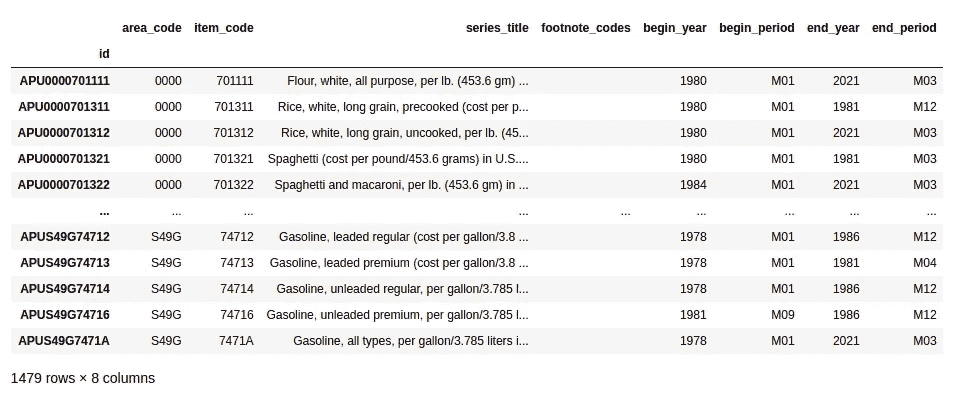 area_code item_code series_title footnote_codes begin_year begin_period end_year end_period
id
APU0000701111 0000 701111 Flour, white, all purpose, per lb. (453.6 gm) ... 1980 M01 2021 M03
APU0000701311 0000 701311 Rice, white, long grain, precooked (cost per p... 1980 M01 1981 M12
APU0000701312 0000 701312 Rice, white, long grain, uncooked, per lb. (45... 1980 M01 2021 M03
APU0000701321 0000 701321 Spaghetti (cost per pound/453.6 grams) in U.S.... 1980 M01 1981 M03
APU0000701322 0000 701322 Spaghetti and macaroni, per lb. (453.6 gm) in ... 1984 M01 2021 M03
... ... ... ... ... ... ... ... ...
APUS49G74712 S49G 74712 Gasoline, leaded regular (cost per gallon/3.8 ... 1978 M01 1986 M12
APUS49G74713 S49G 74713 Gasoline, leaded premium (cost per gallon/3.8 ... 1978 M01 1981 M04
APUS49G74714 S49G 74714 Gasoline, unleaded regular, per gallon/3.785 l... 1978 M01 1986 M12
APUS49G74716 S49G 74716 Gasoline, unleaded premium, per gallon/3.785 l... 1981 M09 1986 M12
APUS49G7471A S49G 7471A Gasoline, all types, per gallon/3.785 liters i... 1978 M01 2021 M03
1479 rows × 8 columns